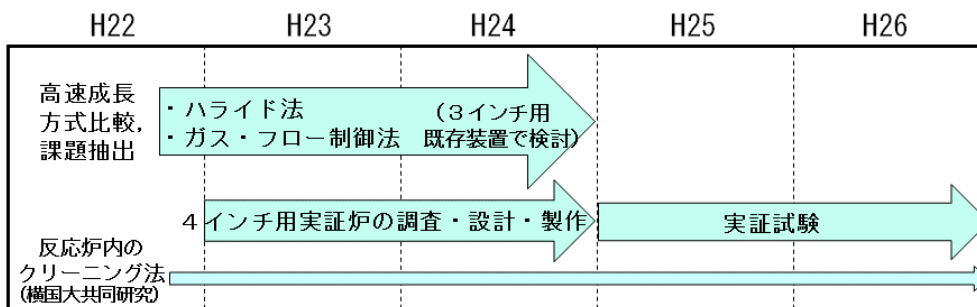 H22 H23 H24 H25 H26
高速成長
方式比較,
課題抽出
・ハライド法
・ガス・フロー制御法
(3インチ用
既存装置で検討)
4インチ用実証炉の調査・設計・製作
実証試験
反応炉内の
クリーニング法
(横国大共同研究)